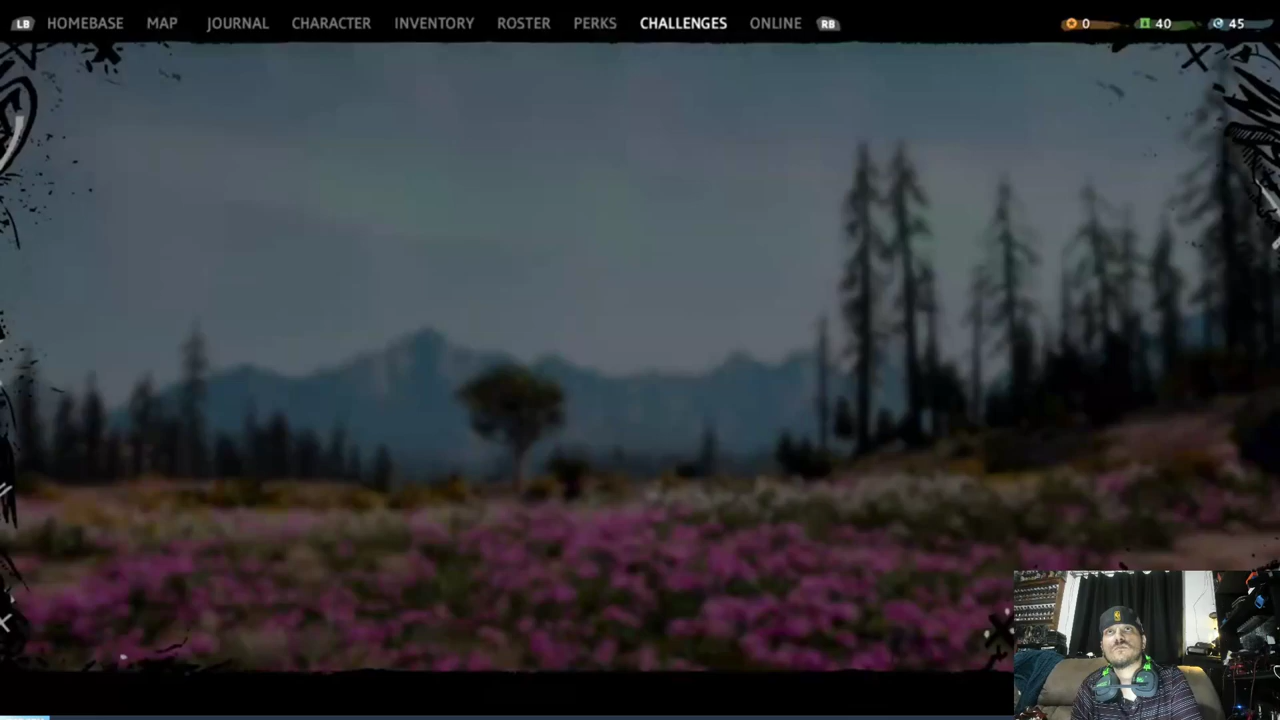 LB HOMEBASE MAP JOURNAL CHARACTER INVENTORY ROSTER PERKS CHALLENGES ONLINE RB 0 40 45